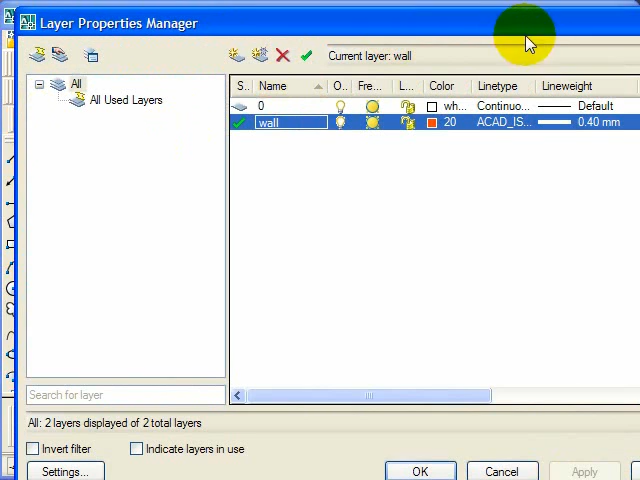 Layer Properties Manager
Current layer: wall
All
All Used Layers
S.. Name O.. Fre... L... Color Linetype Lineweight
0 wh... Continuo... Default
wall 20 ACAD_IS... 0.40 mm
Search for layer
All: 2 layers displayed of 2 total layers
Invert filter Indicate layers in use
Settings... OK Cancel Apply